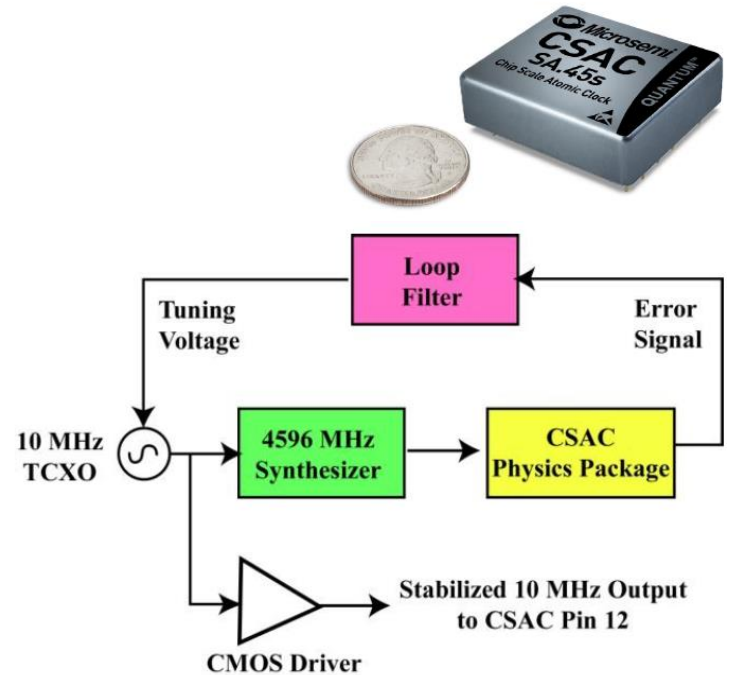 Microsemi
CSAC
SA.45s
Chip Scale Atomic Clock
QUANTUM™
Loop
Filter
Tuning
Voltage
Error
Signal
10 MHz
TCXO
4596 MHz
Synthesizer
CSAC
Physics Package
Stabilized 10 MHz Output
to CSAC Pin 12
CMOS Driver